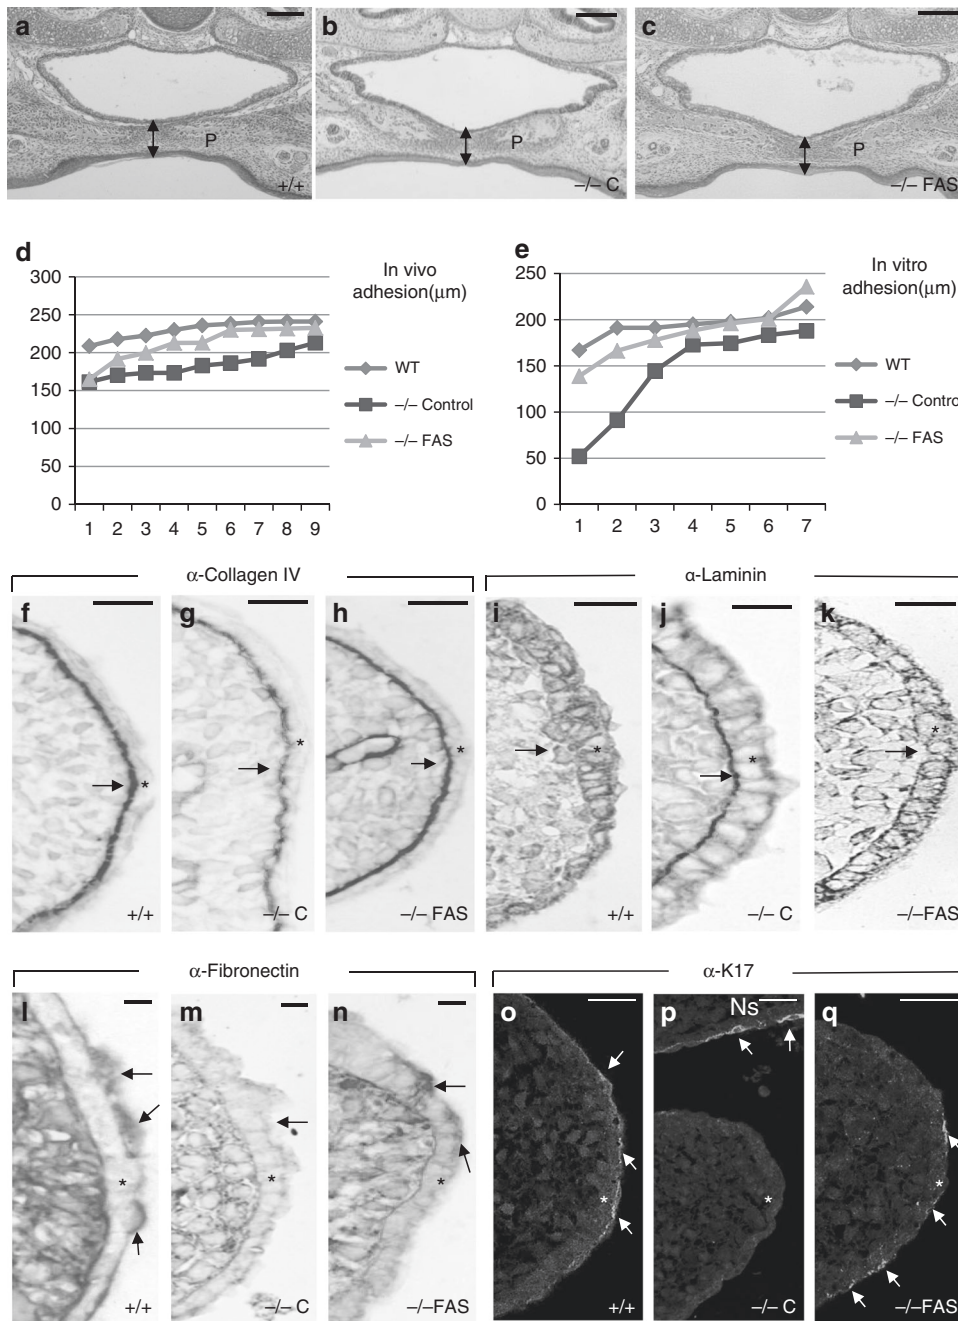 a
b
c
P
P
P
+/+
–/– C
–/– FAS
d
In vivo
adhesion(μm)
300
250
200
150
100
50
0
1 2 3 4 5 6 7 8 9
WT
–/– Control
–/– FAS
e
In vitro
adhesion(μm)
250
200
150
100
50
0
1 2 3 4 5 6 7
WT
–/– Contro
–/– FAS
α-Collagen IV
α-Laminin
f
g
h
i
j
k
*
*
*
*
*
*
+/+
–/– C
–/– FAS
+/+
–/– C
–/–FAS
α-Fibronectin
α-K17
l
m
n
o
p
q
Ns
*
*
*
*
*
*
+/+
–/– C
–/–FAS
+/+
–/– C
–/–FAS